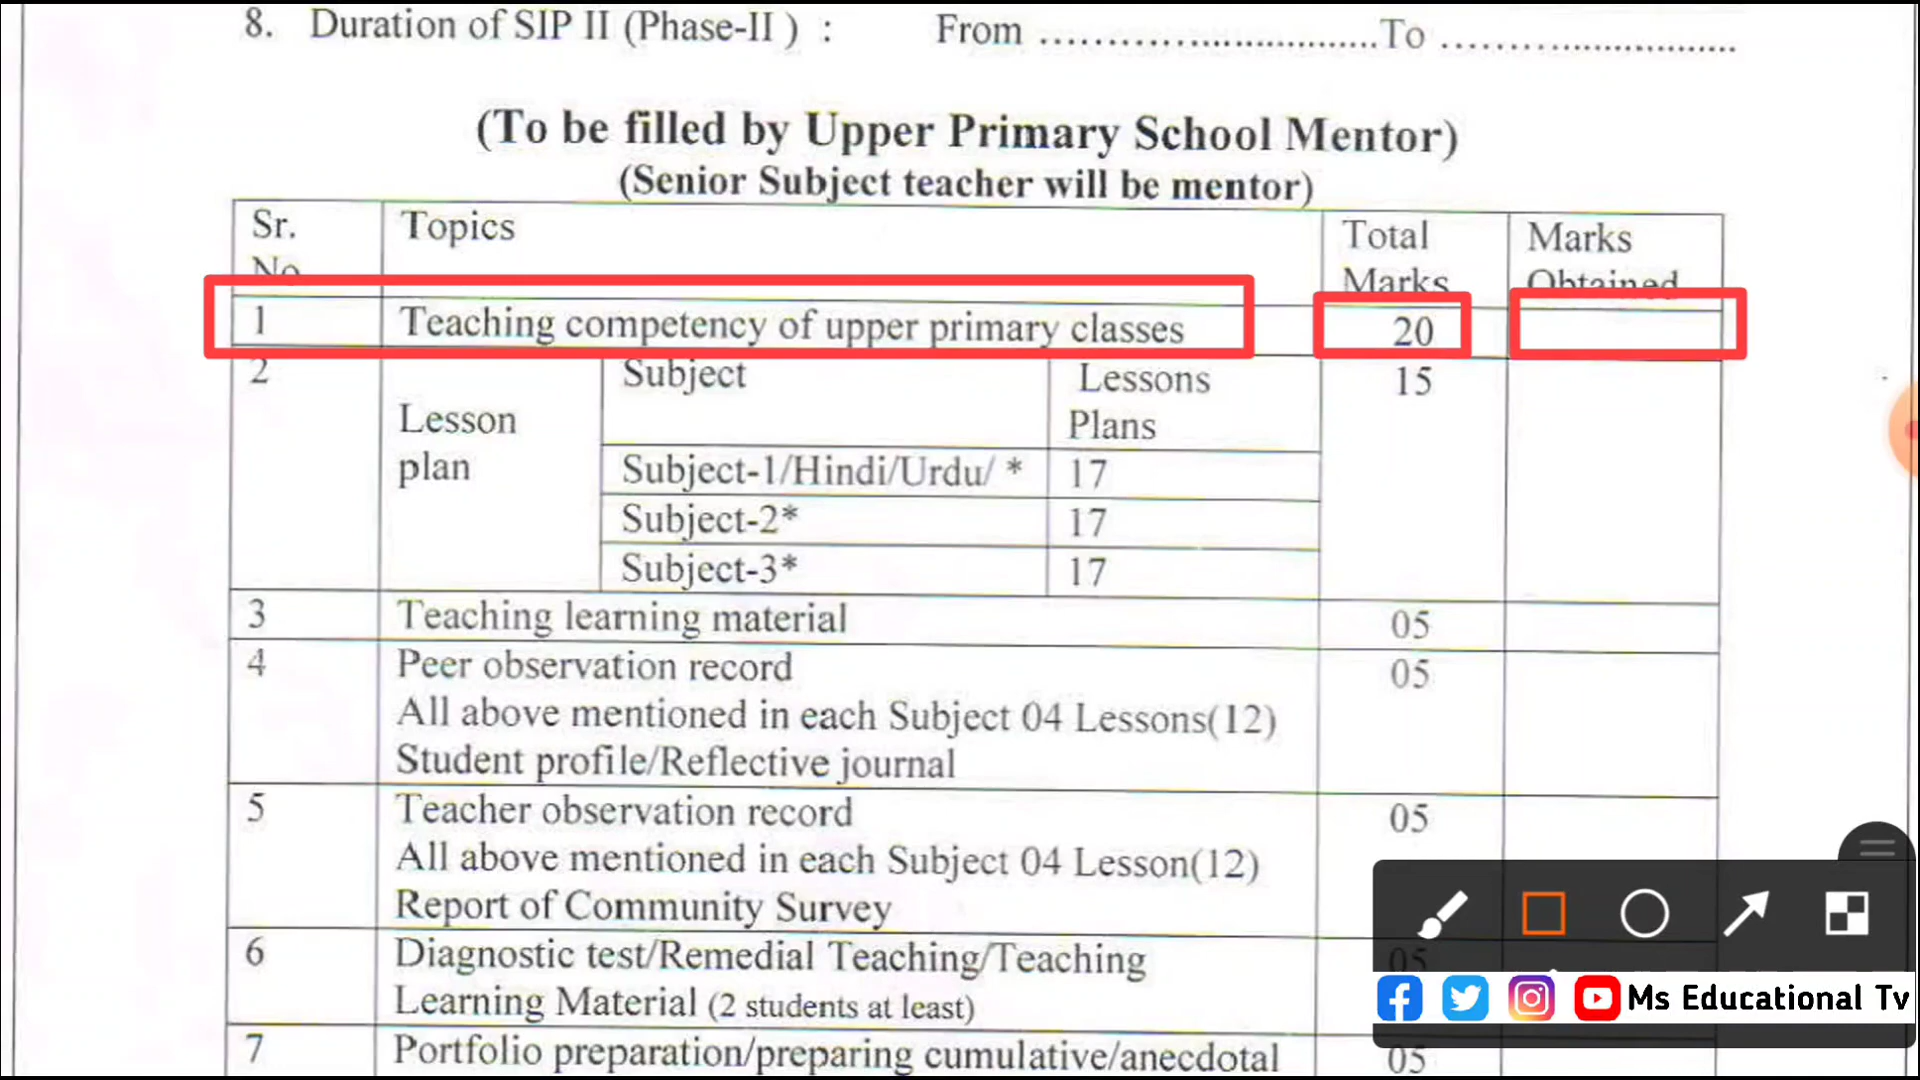 8. Duration of SIP II (Phase-II ) : From ........................................To ........................................
(To be filled by Upper Primary School Mentor)
(Senior Subject teacher will be mentor)
Sr. No Topics Total Marks Marks Obtained
1 Teaching competency of upper primary classes 20
2 Lesson plan Subject Lessons Plans 15
Subject-1/Hindi/Urdu/ * 17
Subject-2* 17
Subject-3* 17
3 Teaching learning material 05
4 Peer observation record 05
All above mentioned in each Subject 04 Lessons(12)
Student profile/Reflective journal
5 Teacher observation record 05
All above mentioned in each Subject 04 Lesson(12)
Report of Community Survey
6 Diagnostic test/Remedial Teaching/Teaching 05
Learning Material (2 students at least)
7 Portfolio preparation/preparing cumulative/anecdotal 05
Ms Educational Tv